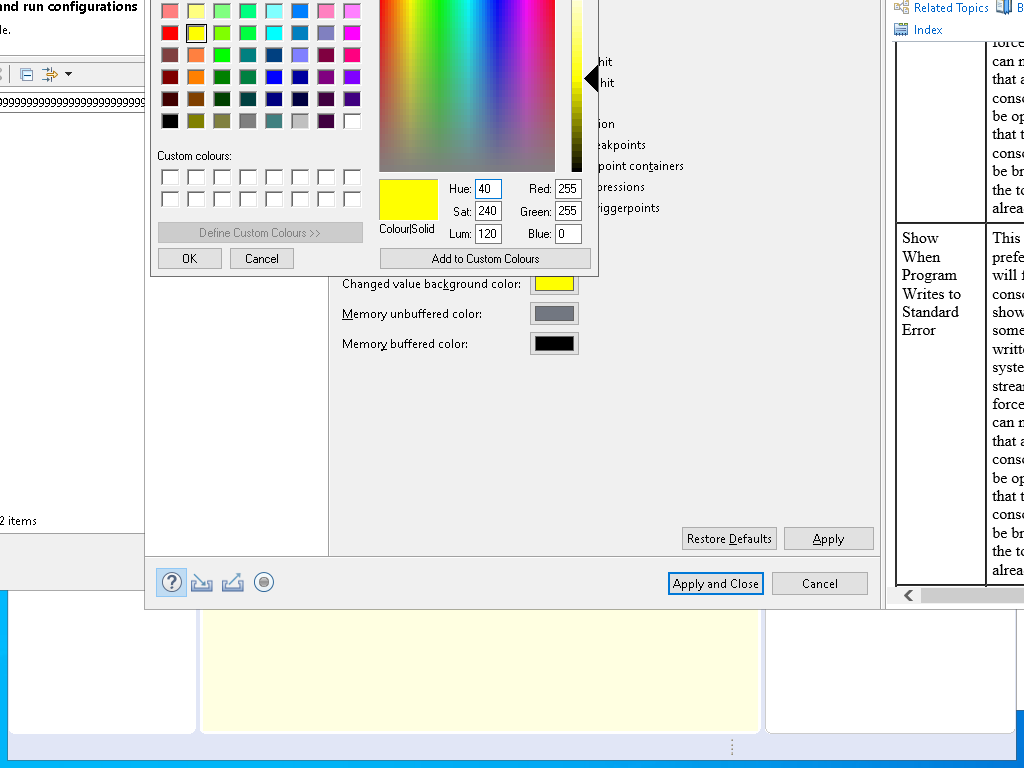 and run configurations
le.
2 items
Custom colours:
Define Custom Colours >>
OK
Cancel
Colour|Solid
Hue: 40
Sat: 240
Lum: 120
Red: 255
Green: 255
Blue: 0
Add to Custom Colours
hit
hit
ion
eakpoints
point containers
pressions
riggerpoints
Changed value background color:
Memory unbuffered color:
Memory buffered color:
Restore Defaults
Apply
Apply and Close
Cancel
Related Topics
B
Index
force
can n
that a
conso
be op
that t
conso
be br
the to
alrea
Show
When
Program
Writes to
Standard
Error
This
prefe
will f
conso
show
some
writt
syste
strea
force
can n
that a
conso
be op
that t
conso
be br
the to
alrea